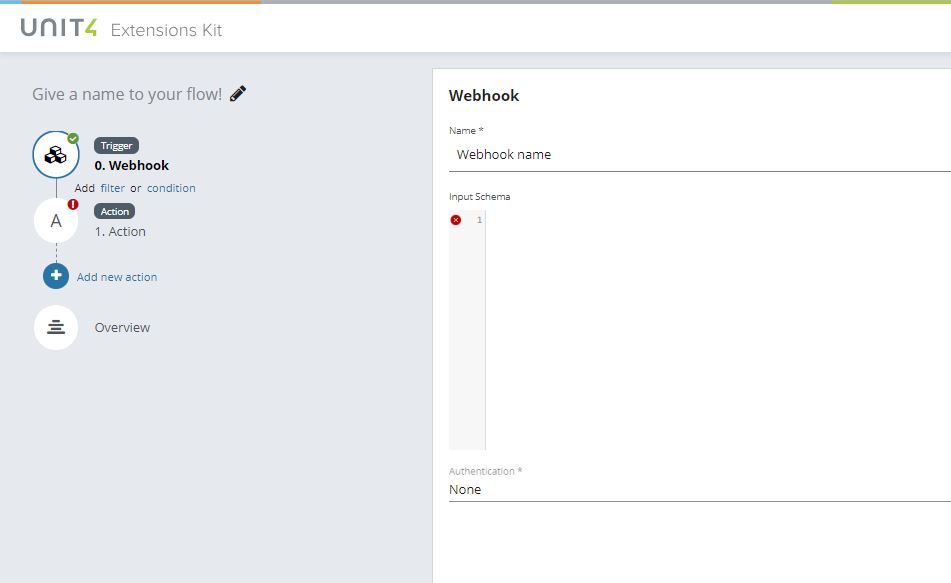 UNIT4 Extensions Kit
Give a name to your flow!
Trigger
0. Webhook
Add filter or condition
A
Action
1. Action
Add new action
Overview
Webhook
Name *
Webhook name
Input Schema
1
Authentication *
None